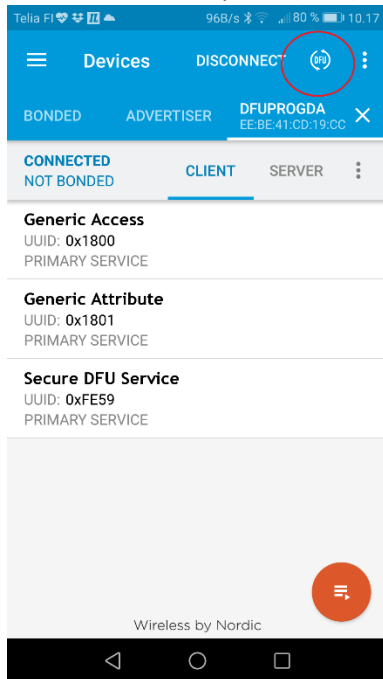 Telia FI 96B/s 80 % 10.17
Devices DISCONNECT DFU
BONDED ADVERTISER DFUPROGDA
EE:BE:41:CD:19:CC
CONNECTED
NOT BONDED CLIENT SERVER
Generic Access
UUID: 0x1800
PRIMARY SERVICE
Generic Attribute
UUID: 0x1801
PRIMARY SERVICE
Secure DFU Service
UUID: 0xFE59
PRIMARY SERVICE
Wireless by Nordic